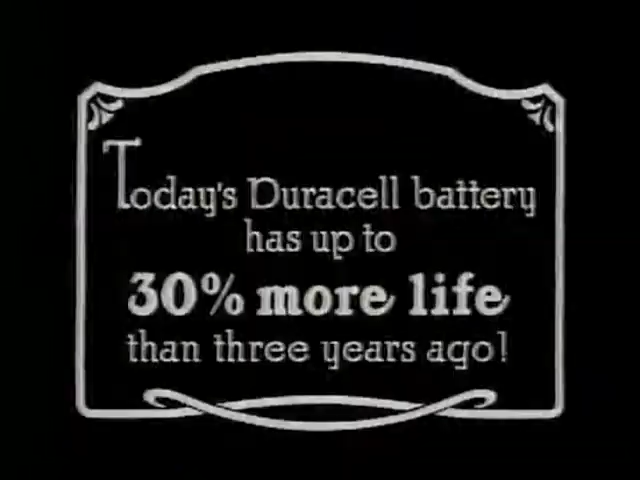 Today's Duracell battery
has up to
30% more life
than three years ago!